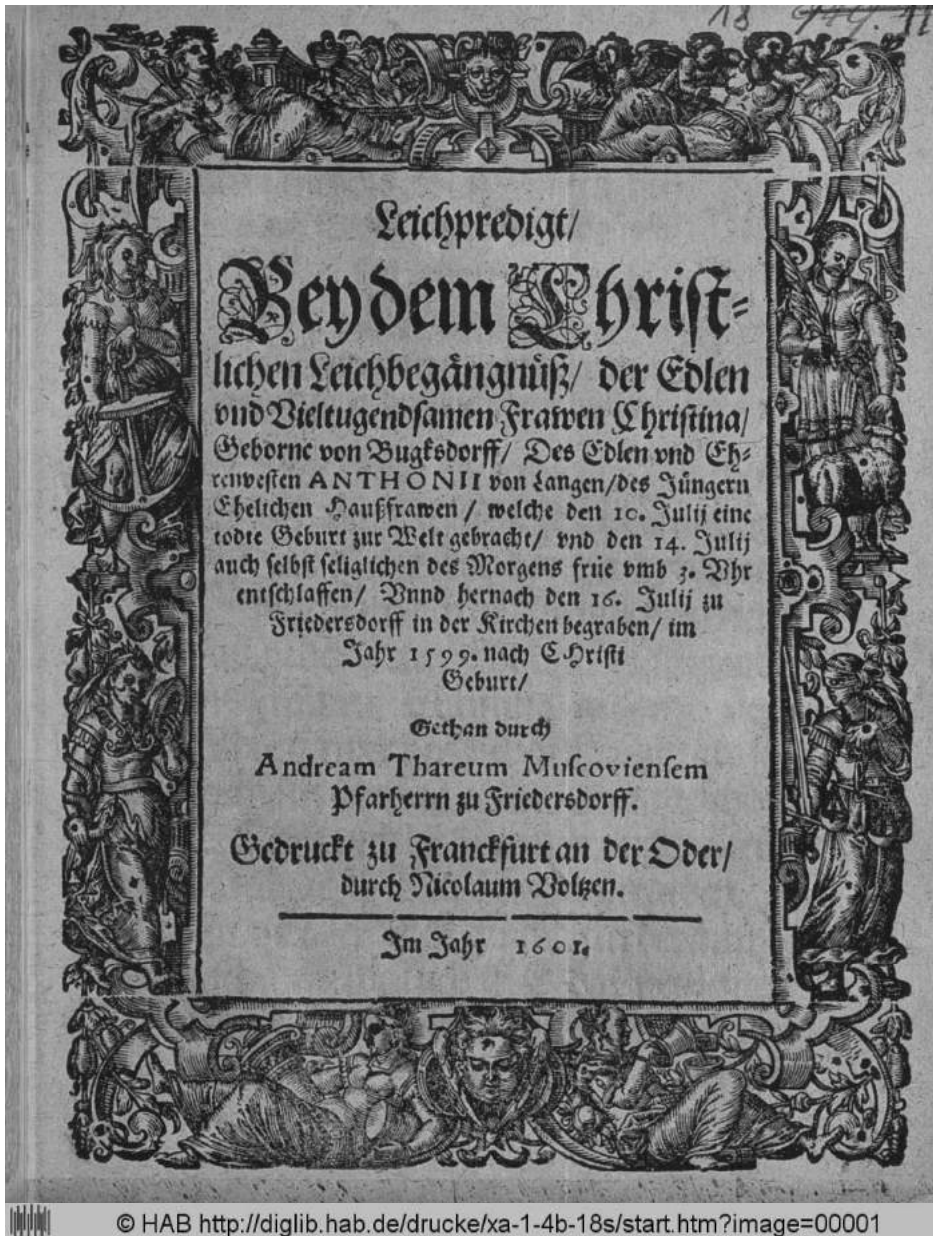 18
Leichpredigt/
Bey dem Christ=
lichen Leichbegängnüß/ der Edlen
vnd Vieltugendsamen Frawen Christina/
Geborne von Bugksdorff/ Des Edlen vnd Eh=
renvesten ANTHONII von Langen/des Jüngern
Ehelichen Haußfrawen / welche den 10. Julij eine
todte Geburt zur Welt gebracht/ vnd den 14. Julij
auch selbst seliglichen des Morgens früe vmb 3. Vhr
entschlaffen/ Vnnd hernach den 16. Julij zu
Friedersdorff in der Kirchen begraben/ im
Jahr 1599. nach CHristi
Geburt/
Gethan durch
Andream Thareum Muscoviensem
Pfarherrn zu Friedersdorff.
Gedruckt zu Franckfurt an der Oder/
durch Nicolaum Voltzen.
Im Jahr 1601.
© HAB http://diglib.hab.de/drucke/xa-1-4b-18s/start.htm?image=00001